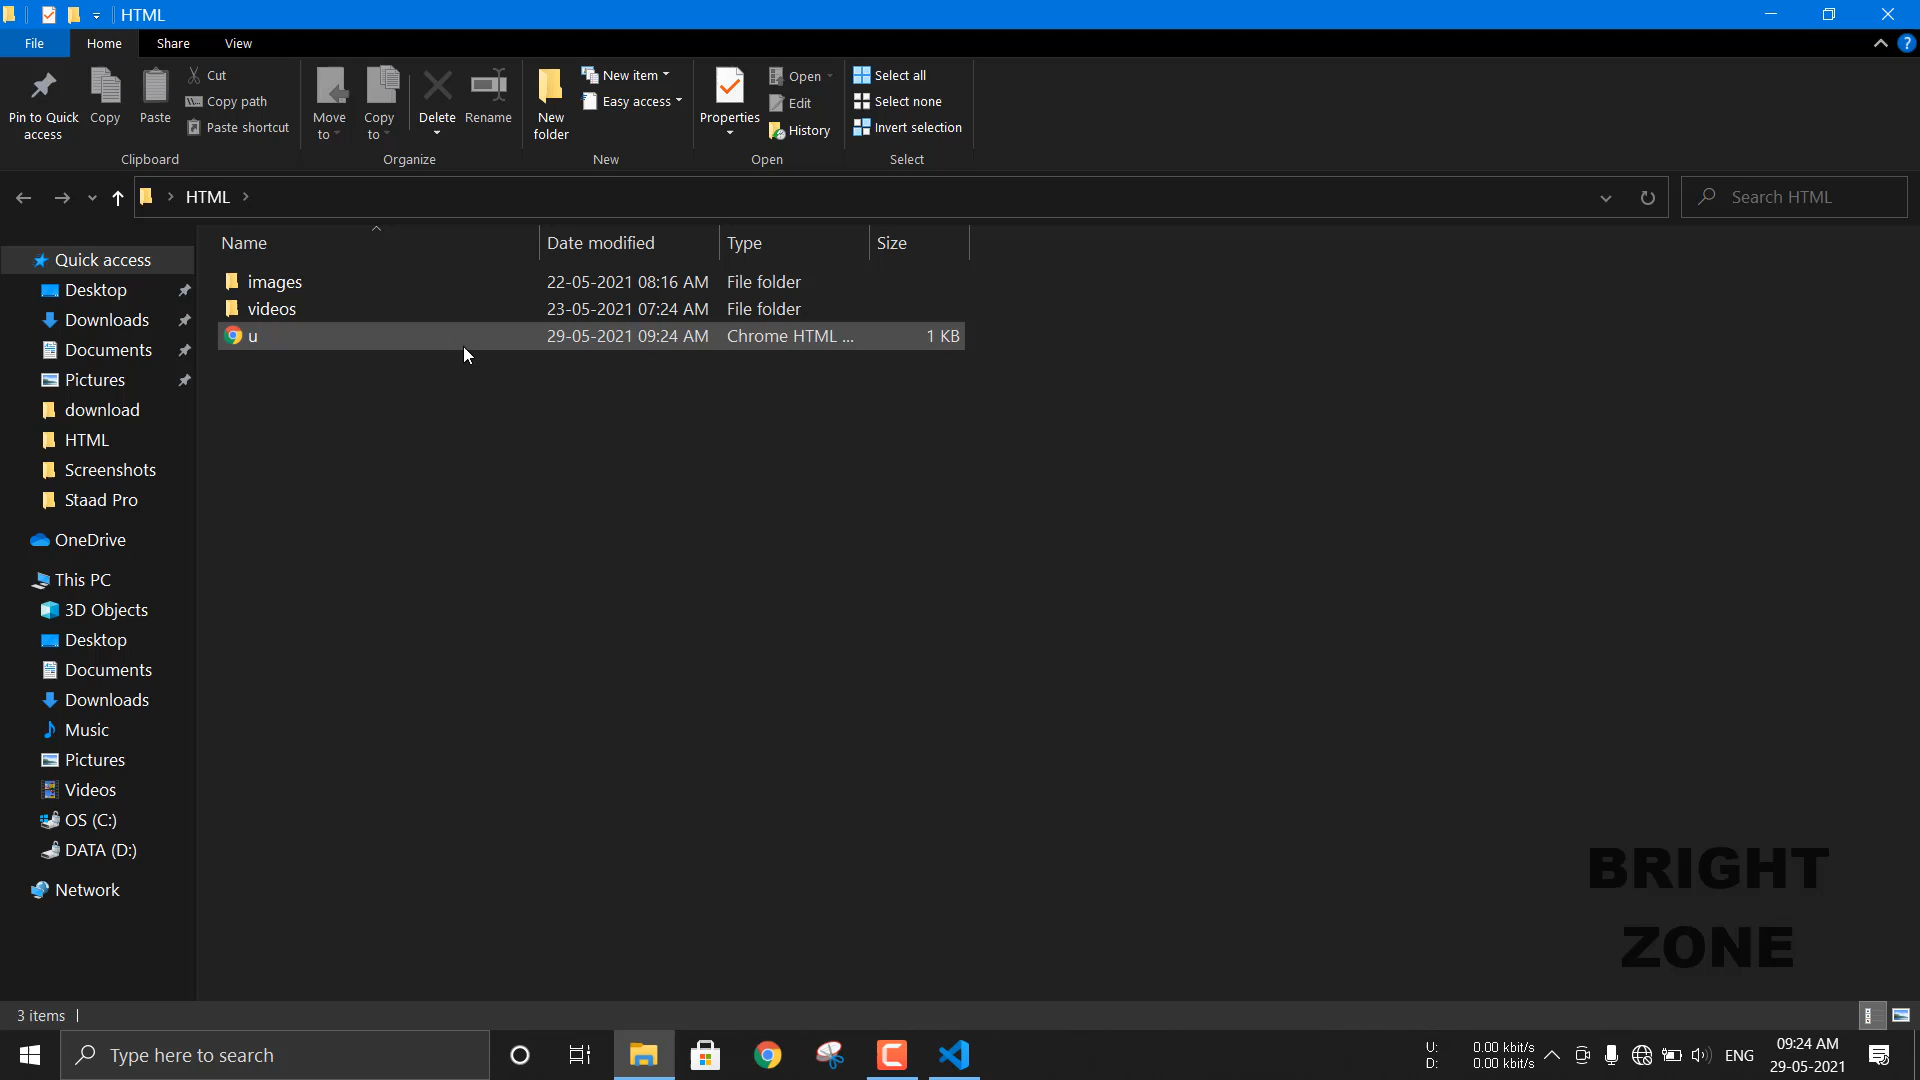 HTML
File Home Share View
Pin to Quick access
Copy
Paste
Cut
Copy path
Paste shortcut
Clipboard
Move to
Copy to
Delete
Rename
Organize
New folder
New item
Easy access
New
Properties
Open
Edit
History
Open
Select all
Select none
Invert selection
Select
HTML
Search HTML
Name Date modified Type Size
images 22-05-2021 08:16 AM File folder
videos 23-05-2021 07:24 AM File folder
u 29-05-2021 09:24 AM Chrome HTML ... 1 KB
Quick access
Desktop
Downloads
Documents
Pictures
download
HTML
Screenshots
Staad Pro
OneDrive
This PC
3D Objects
Desktop
Documents
Downloads
Music
Pictures
Videos
OS (C:)
DATA (D:)
Network
BRIGHT
ZONE
3 items
Type here to search
U: 0.00 kbit/s
D: 0.00 kbit/s
ENG
09:24 AM
29-05-2021